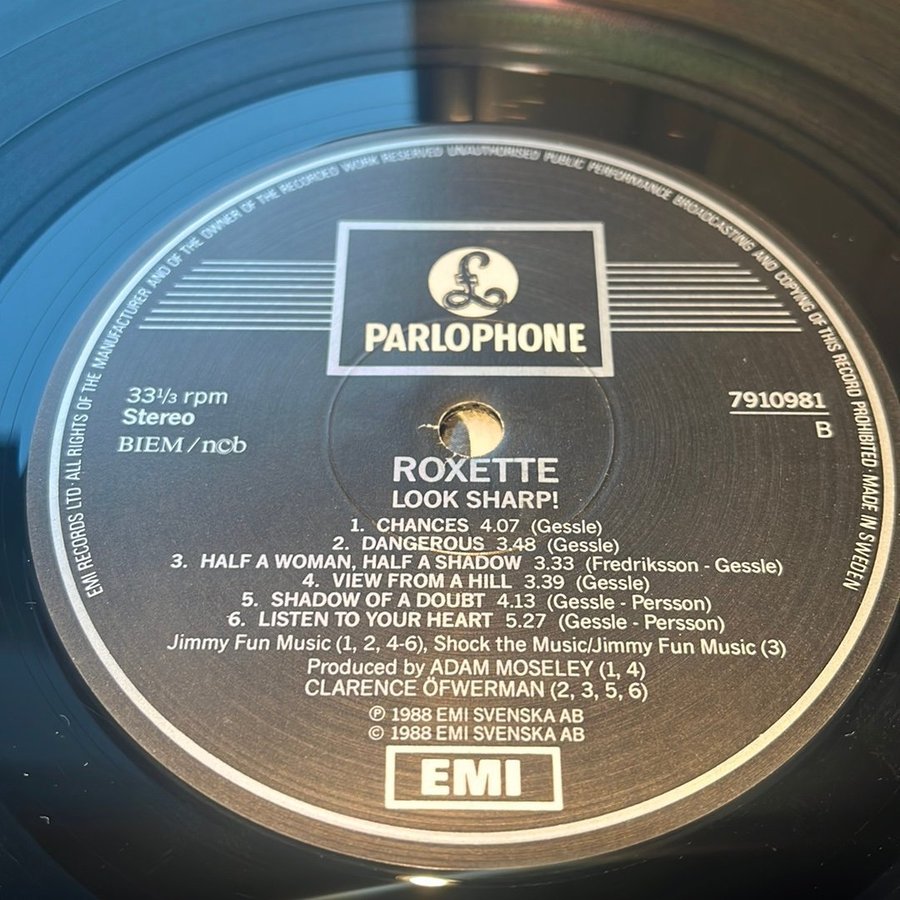 EMI RECORDS LTD · ALL RIGHTS OF THE MANUFACTURER AND OF THE OWNER OF THE RECORDED WORK RESERVED UNAUTHORISED PUBLIC PERFORMANCE BROADCASTING AND COPYING OF THIS RECORD PROHIBITED · MADE IN SWEDEN
£
PARLOPHONE
33⅓ rpm
Stereo
BIEM / n©b
7910981
B
ROXETTE
LOOK SHARP!
1. CHANCES 4.07 (Gessle)
2. DANGEROUS 3.48 (Gessle)
3. HALF A WOMAN, HALF A SHADOW 3.33 (Fredriksson - Gessle)
4. VIEW FROM A HILL 3.39 (Gessle)
5. SHADOW OF A DOUBT 4.13 (Gessle - Persson)
6. LISTEN TO YOUR HEART 5.27 (Gessle - Persson)
Jimmy Fun Music (1, 2, 4-6), Shock the Music/Jimmy Fun Music (3)
Produced by ADAM MOSELEY (1, 4)
CLARENCE ÖFWERMAN (2, 3, 5, 6)
℗ 1988 EMI SVENSKA AB
© 1988 EMI SVENSKA AB
EMI